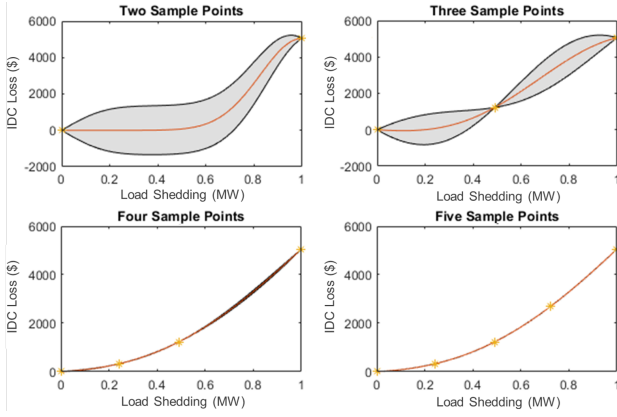 Two Sample Points
IDC Loss ($)
6000
4000
2000
0
-2000
0 0.2 0.4 0.6 0.8 1
Load Shedding (MW)
Three Sample Points
IDC Loss ($)
6000
4000
2000
0
-2000
0 0.2 0.4 0.6 0.8 1
Load Shedding (MW)
Four Sample Points
IDC Loss ($)
6000
4000
2000
0
0 0.2 0.4 0.6 0.8 1
Load Shedding (MW)
Five Sample Points
IDC Loss ($)
6000
4000
2000
0
0 0.2 0.4 0.6 0.8 1
Load Shedding (MW)